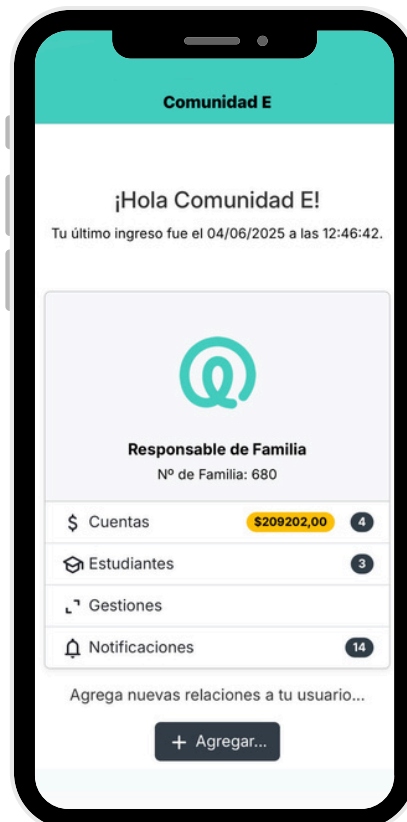 Comunidad E
¡Hola Comunidad E!
Tu último ingreso fue el 04/06/2025 a las 12:46:42.
Responsable de Familia
Nº de Familia: 680
$ Cuentas $209202,00 4
Estudiantes 3
Gestiones
Notificaciones 14
Agrega nuevas relaciones a tu usuario...
+ Agregar...